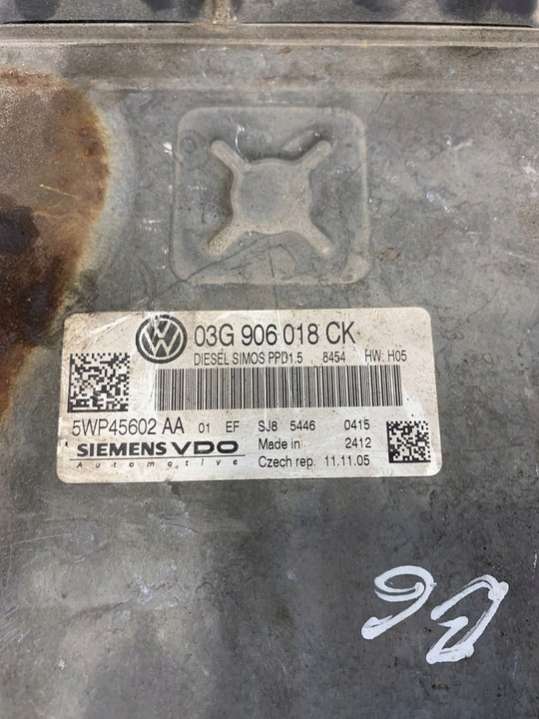 03G 906 018 CK
DIESEL SIMOS PPD1.5 8454 HW: H05
5WP45602 AA 01 EF SJ8 5446 0415
SIEMENS VDO Made in 2412
Automotive Czech rep. 11.11.05